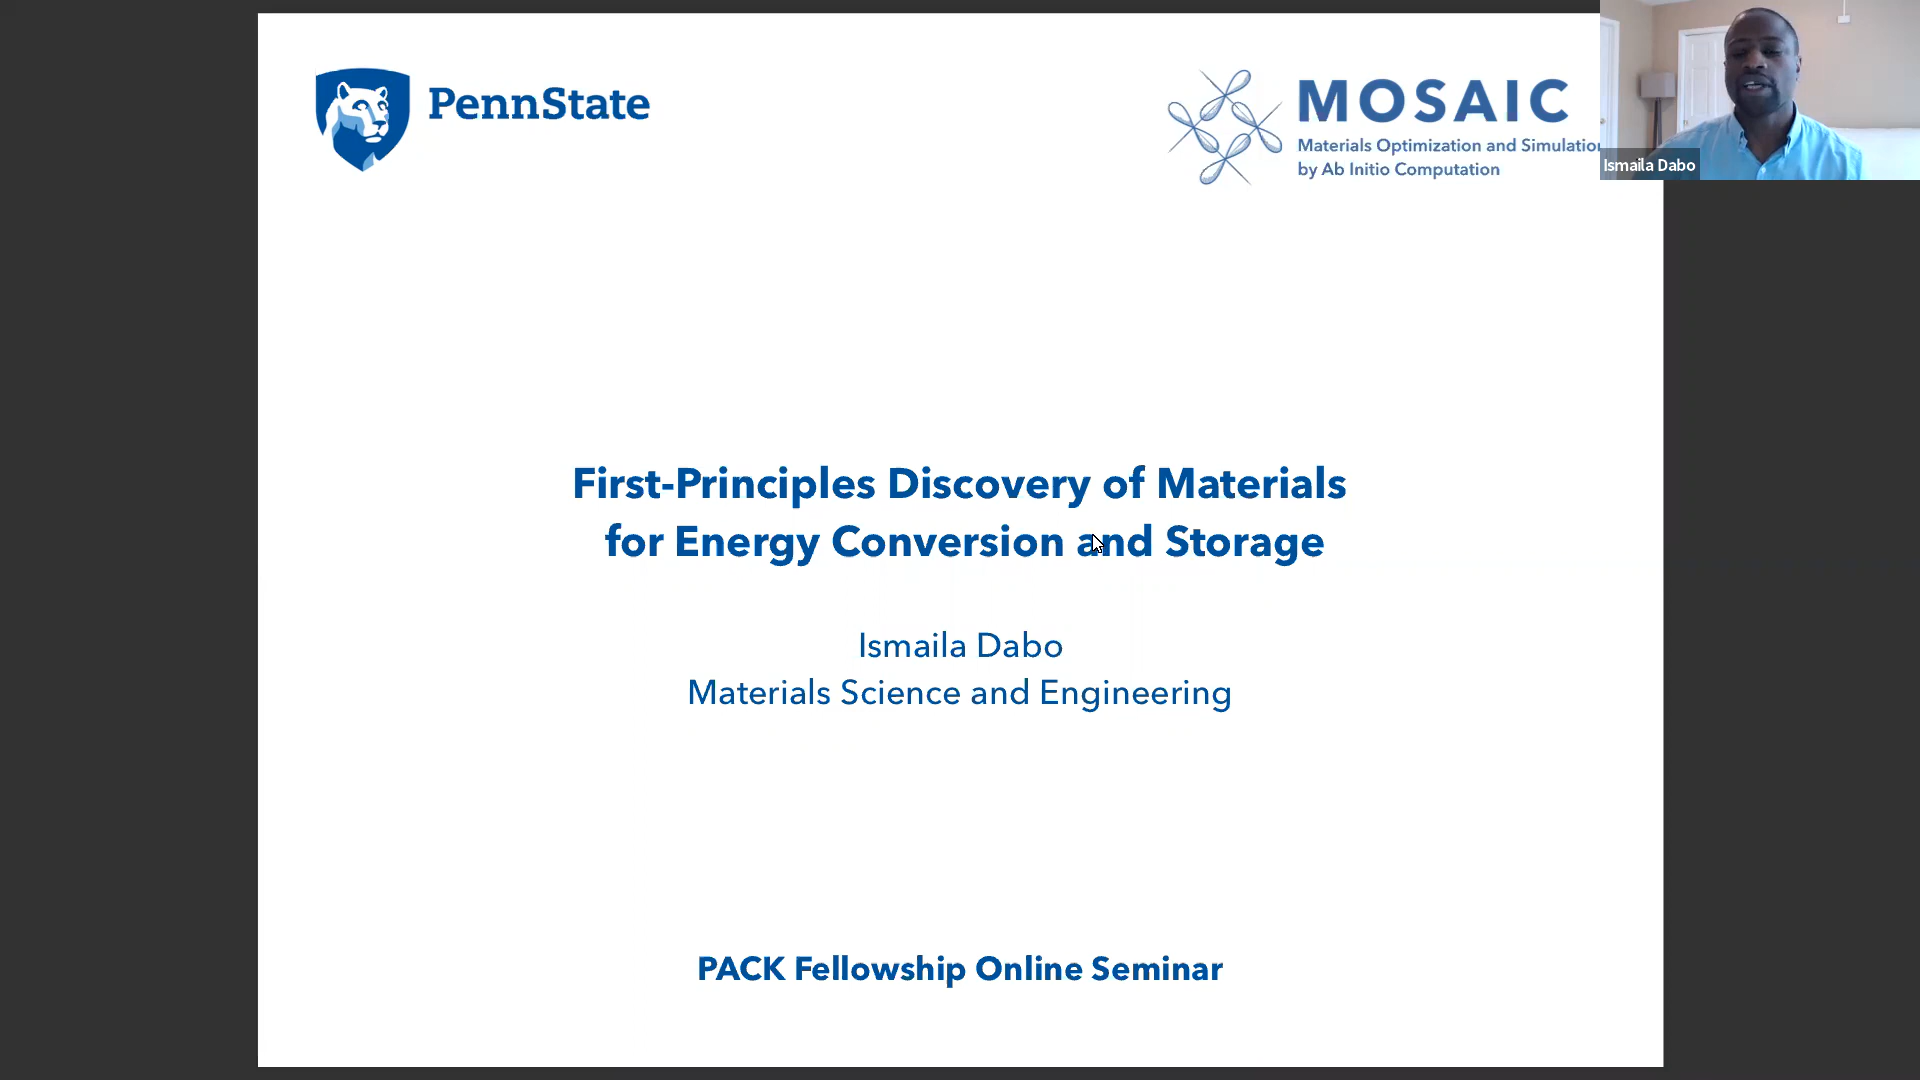 PennState
MOSAIC
Materials Optimization and Simulatio
by Ab Initio Computation
Ismaila Dabo
First-Principles Discovery of Materials
for Energy Conversion and Storage
Ismaila Dabo
Materials Science and Engineering
PACK Fellowship Online Seminar